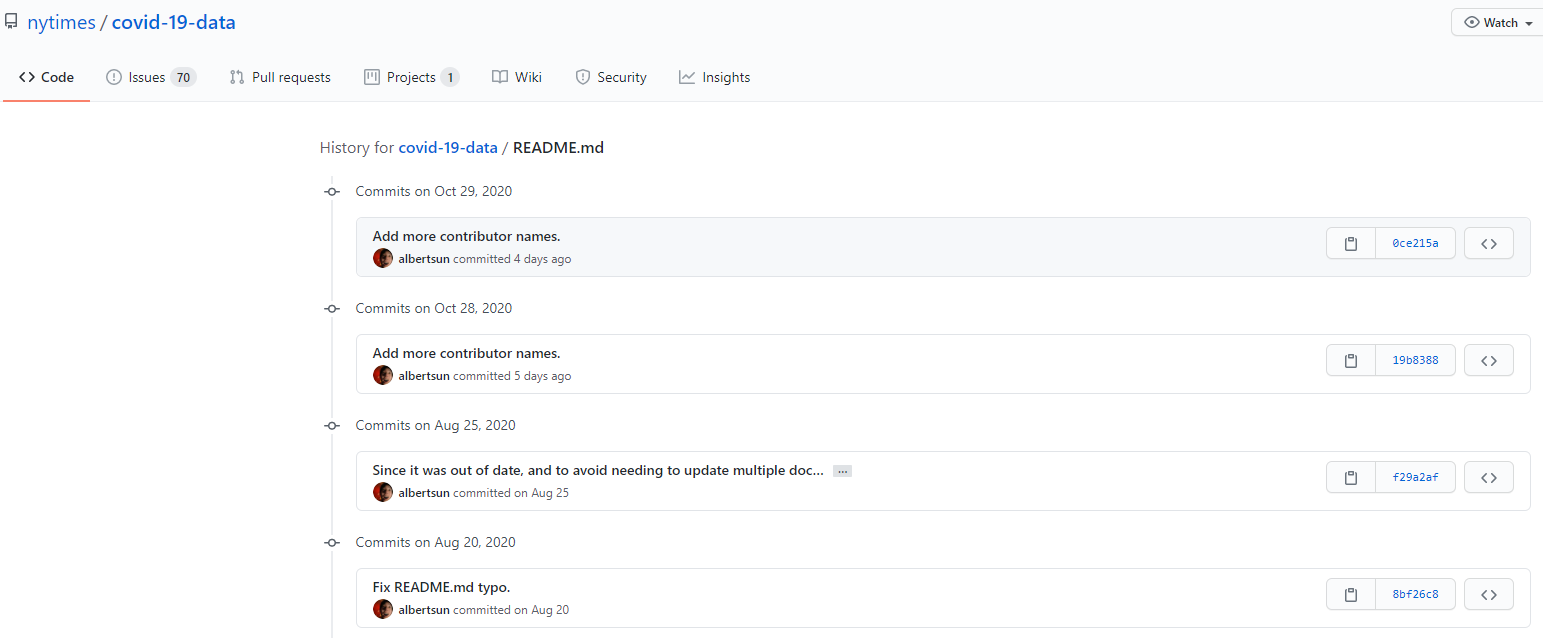 nytimes / covid-19-data
Watch
Code
Issues 70
Pull requests
Projects 1
Wiki
Security
Insights
History for covid-19-data / README.md
Commits on Oct 29, 2020
Add more contributor names.
albertsun committed 4 days ago
0ce215a
Commits on Oct 28, 2020
Add more contributor names.
albertsun committed 5 days ago
19b8388
Commits on Aug 25, 2020
Since it was out of date, and to avoid needing to update multiple doc... …
albertsun committed on Aug 25
f29a2af
Commits on Aug 20, 2020
Fix README.md typo.
albertsun committed on Aug 20
8bf26c8